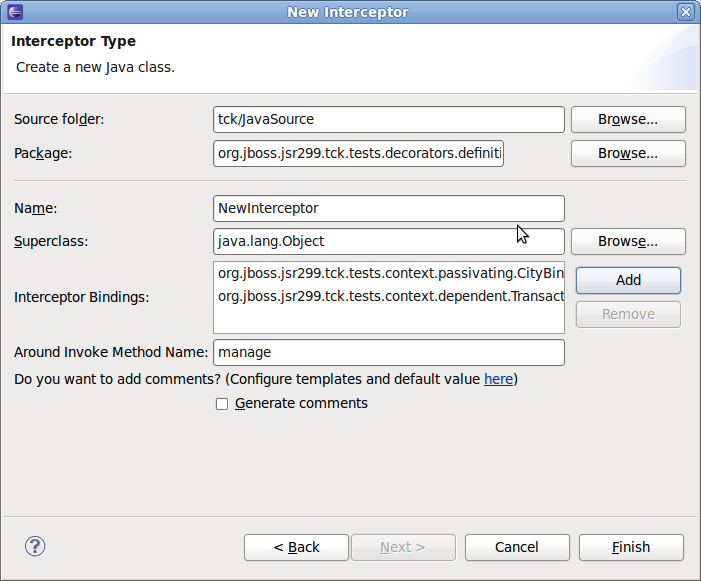 New Interceptor
Interceptor Type
Create a new Java class.
Source folder: tck/JavaSource Browse...
Package: org.jboss.jsr299.tck.tests.decorators.definiti Browse...
Name: NewInterceptor
Superclass: java.lang.Object Browse...
org.jboss.jsr299.tck.tests.context.passivating.CityBin Add
Interceptor Bindings: org.jboss.jsr299.tck.tests.context.dependent.Transact
Remove
Around Invoke Method Name: manage
Do you want to add comments? (Configure templates and default value here)
Generate comments
? < Back Next > Cancel Finish